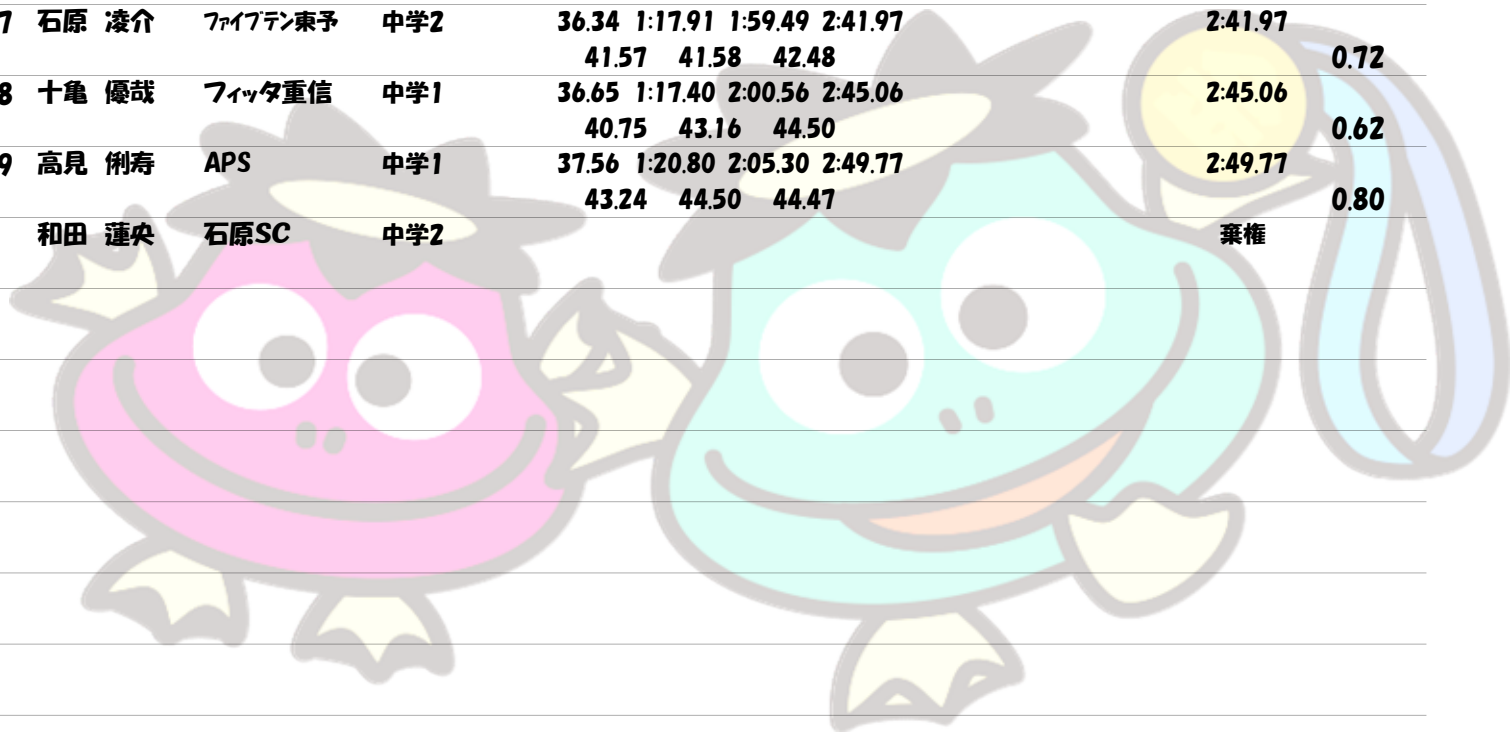 7 石原 凌介 ファイブテン東予 中学2 36.34 1:17.91 1:59.49 2:41.97 2:41.97
41.57 41.58 42.48 0.72
8 十亀 優哉 フィッタ重信 中学1 36.65 1:17.40 2:00.56 2:45.06 2:45.06
40.75 43.16 44.50 0.62
9 高見 俐寿 APS 中学1 37.56 1:20.80 2:05.30 2:49.77 2:49.77
43.24 44.50 44.47 0.80
和田 蓮央 石原SC 中学2 棄権